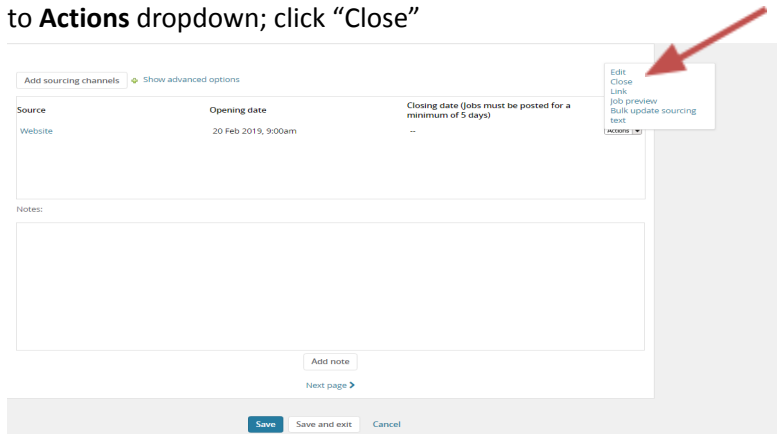 to Actions dropdown; click “Close”
Add sourcing channels Show advanced options
Edit
Close
Link
Job preview
Bulk update sourcing
text
Source Opening date Closing date (Jobs must be posted for a
minimum of 5 days)
Website 20 Feb 2019, 9:00am -- Actions
Notes:
Add note
Next page
Save Save and exit Cancel